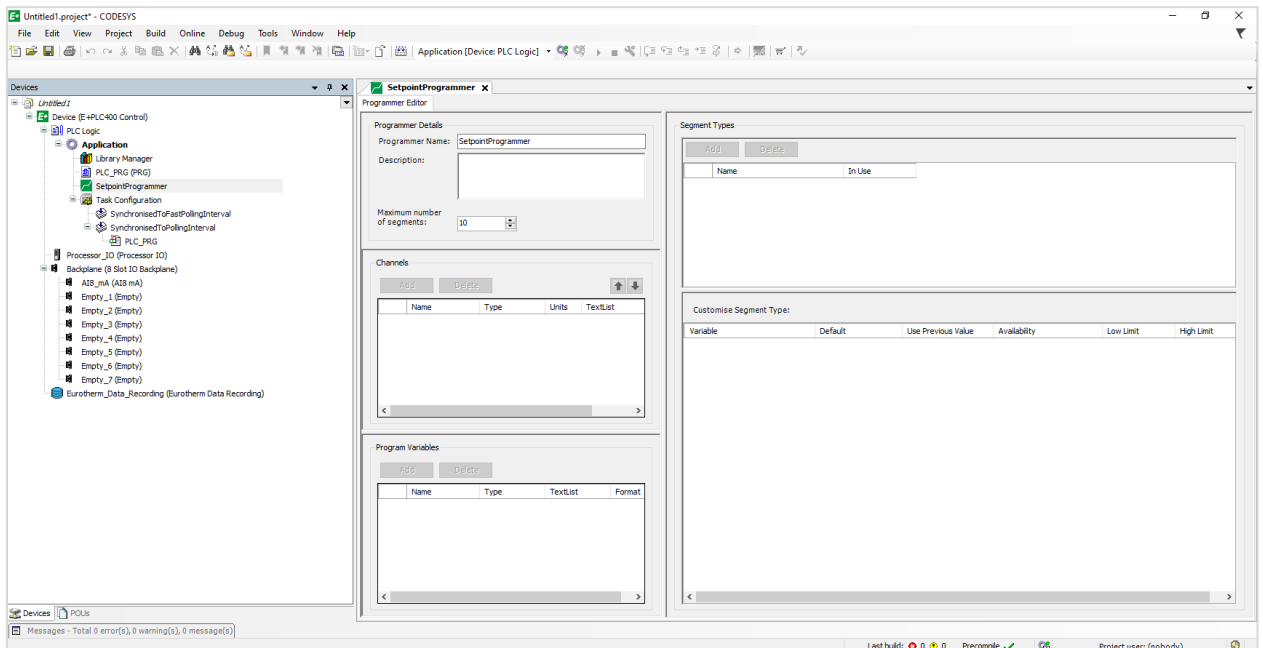 Untitled1.project* - CODESYS
File Edit View Project Build Online Debug Tools Window Help
Application [Device: PLC Logic]
Devices
Untitled1
Device (E+PLC400 Control)
PLC Logic
Application
Library Manager
PLC_PRG (PRG)
SetpointProgrammer
Task Configuration
SynchronisedToFastPollingInterval
SynchronisedToPollingInterval
PLC_PRG
Processor_IO (Processor IO)
Backplane (8 Slot IO Backplane)
AI8_mA (AI8 mA)
Empty_1 (Empty)
Empty_2 (Empty)
Empty_3 (Empty)
Empty_4 (Empty)
Empty_5 (Empty)
Empty_6 (Empty)
Empty_7 (Empty)
Eurotherm_Data_Recording (Eurotherm Data Recording)
Devices POUs
SetpointProgrammer
Programmer Editor
Programmer Details
Programmer Name: SetpointProgrammer
Description:
Maximum number
of segments: 10
Channels
Add Delete
Name Type Units TextList
Program Variables
Add Delete
Name Type TextList Format
Segment Types
Add Delete
Name In Use
Customise Segment Type:
Variable Default Use Previous Value Availability Low Limit High Limit
Messages - Total 0 error(s), 0 warning(s), 0 message(s)
Last build: 0 0 Precompile Project user: (nobody)